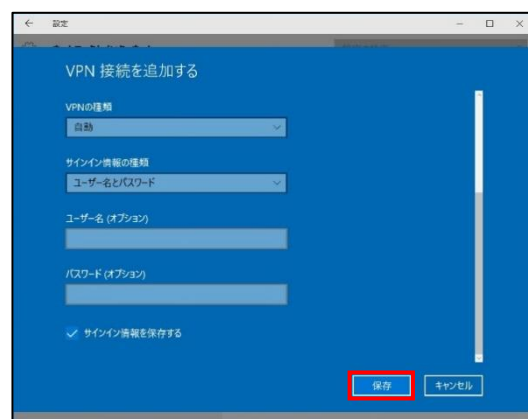 設定
VPN 接続を追加する
VPNの種類
自動
サインイン情報の種類
ユーザー名とパスワード
ユーザー名 (オプション)
パスワード (オプション)
サインイン情報を保存する
保存
キャンセル